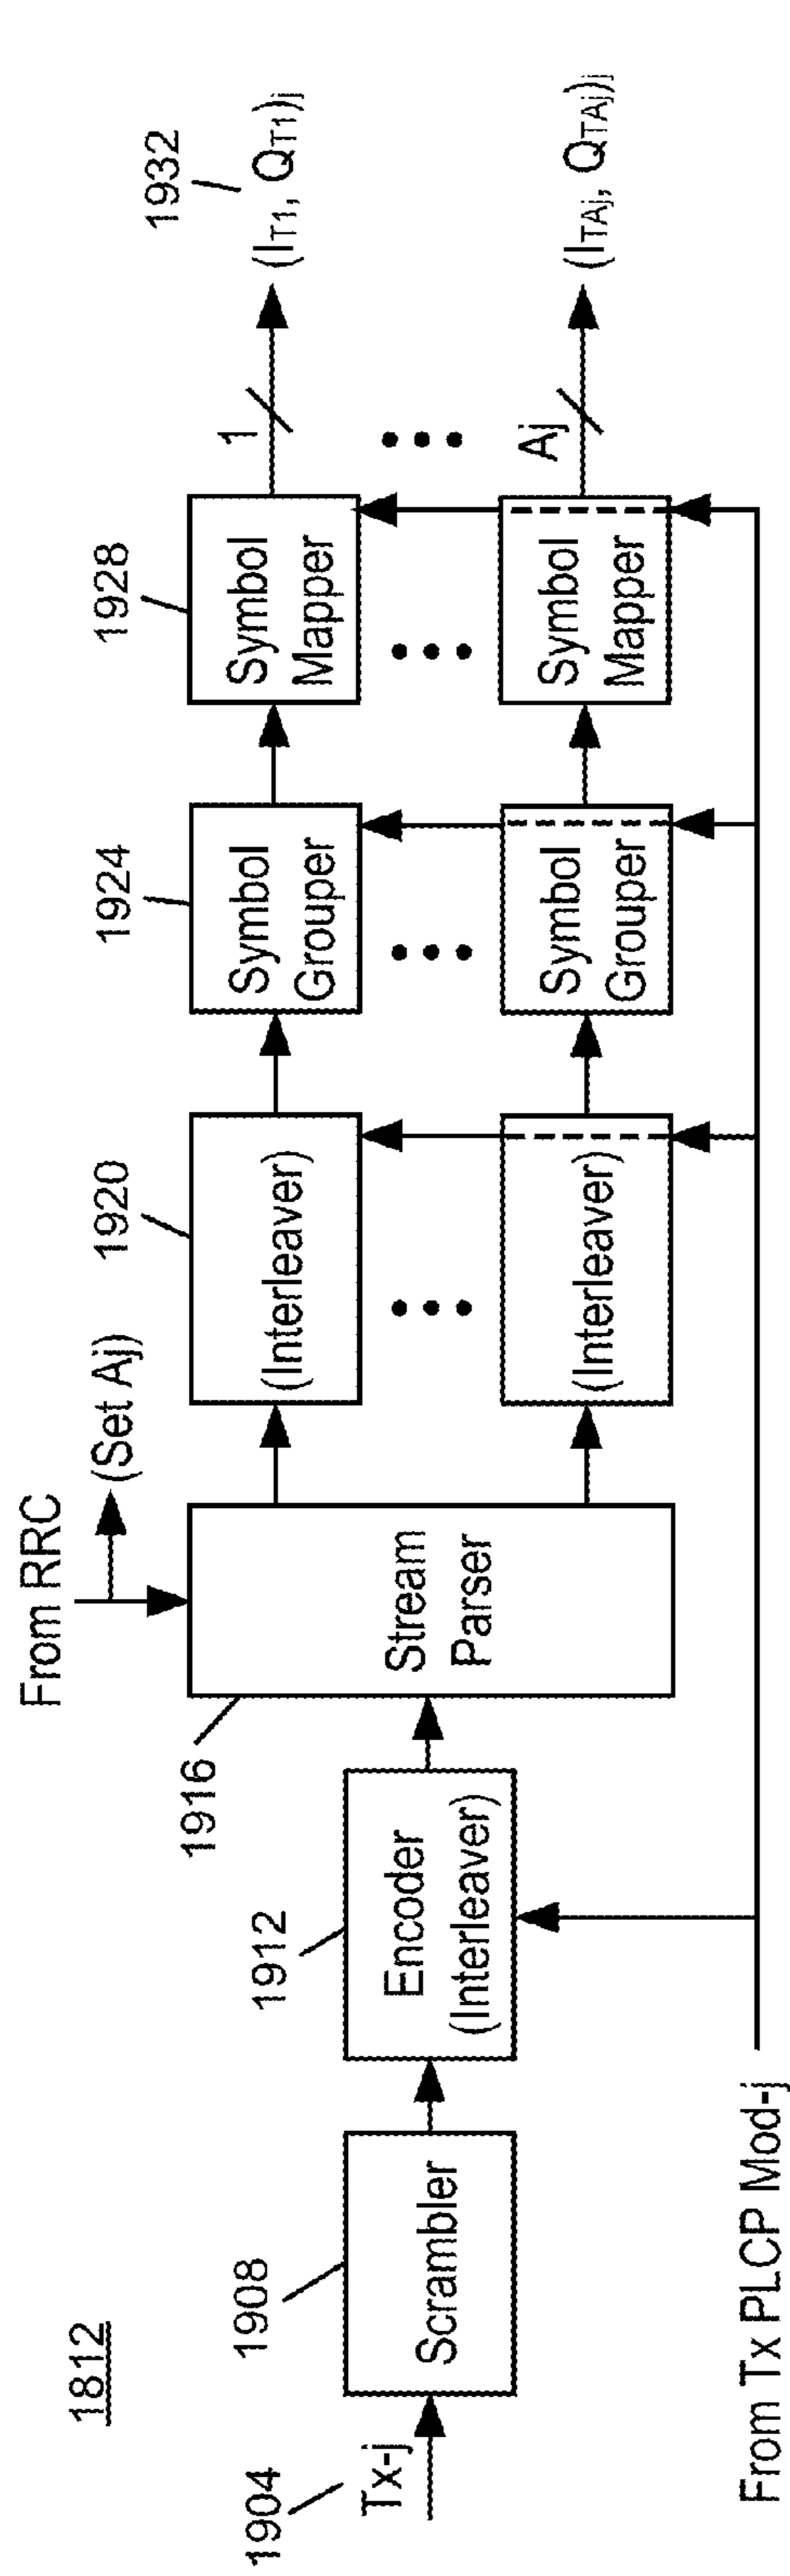 1812
1904
Tx-j
1908
Scrambler
1912
Encoder
(Interleaver)
1916
From RRC
(Set Aj)
Stream
Parser
1920
(Interleaver)
(Interleaver)
1924
Symbol
Grouper
Symbol
Grouper
1928
Symbol
Mapper
Symbol
Mapper
1
Aj
1932
(IT1, QT1)j
(ITAj, QTAj)j
From Tx PLCP Mod-j